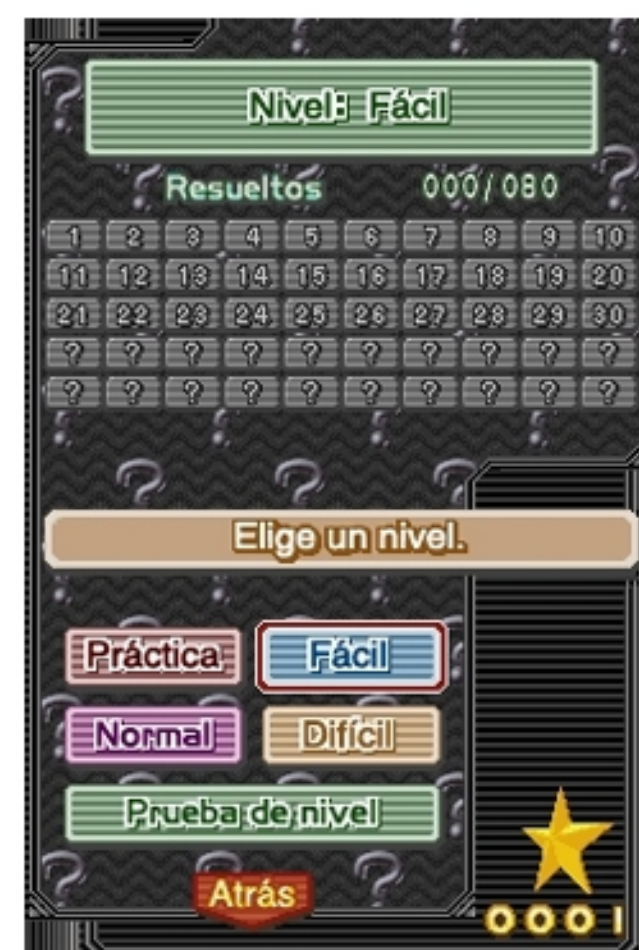 Nivel: Fácil
Resueltos 000/080
1 2 3 4 5 6 7 8 9 10
11 12 13 14 15 16 17 18 19 20
21 22 23 24 25 26 27 28 29 30
? ? ? ? ? ? ? ? ? ?
? ? ? ? ? ? ? ? ? ?
Elige un nivel.
Práctica Fácil
Normal Difícil
Prueba de nivel
Atrás
0001